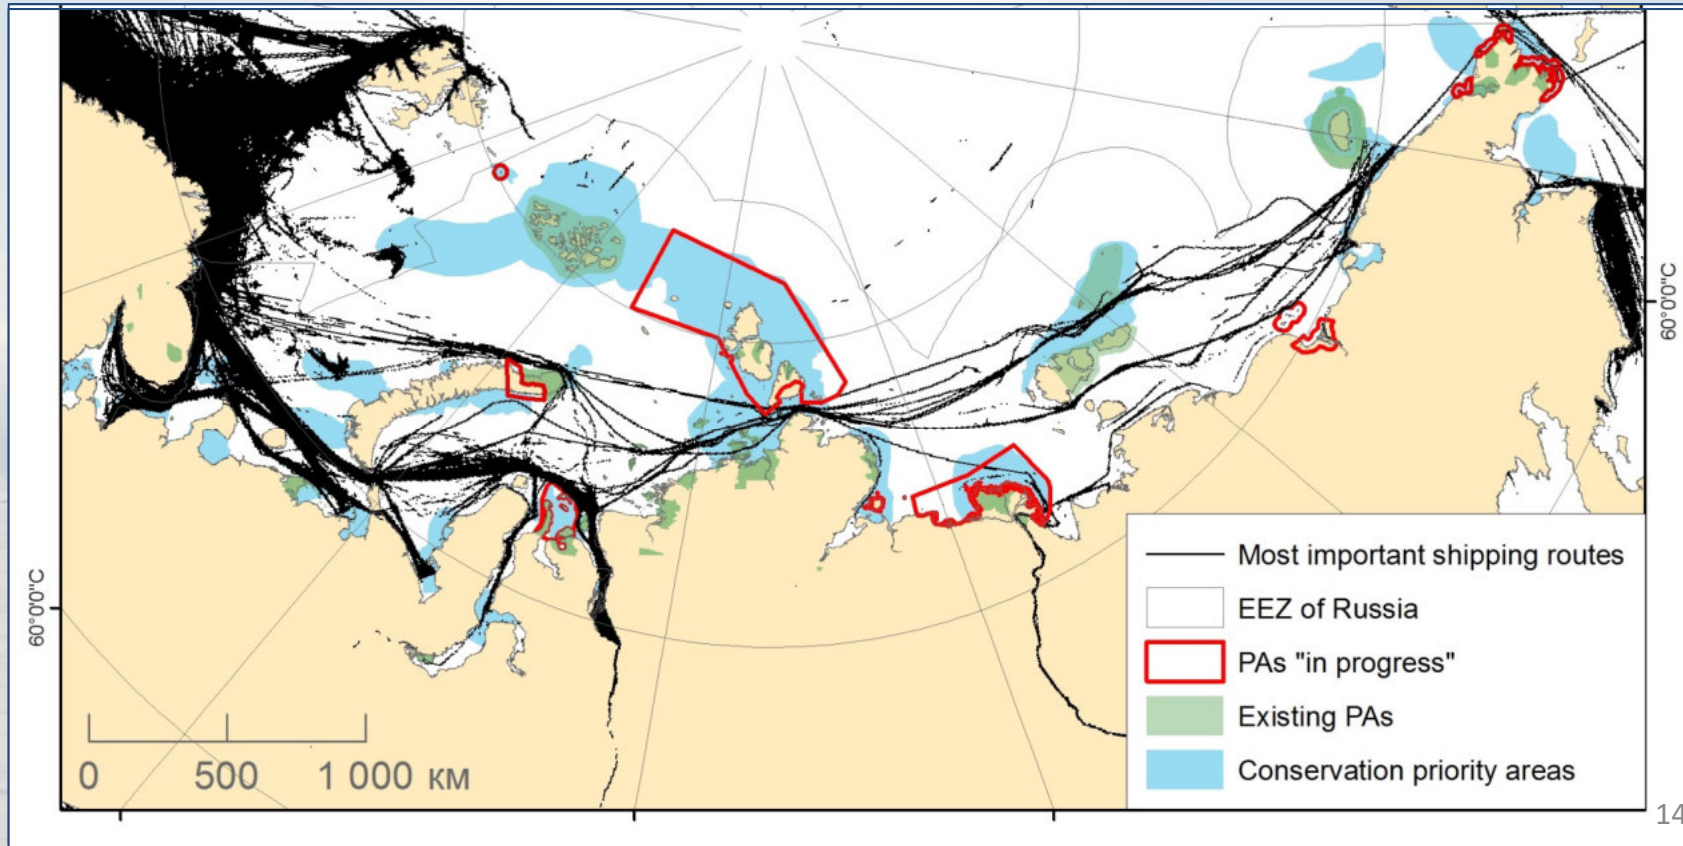 60°0'0"C
60°0'0"C
Most important shipping routes
EEZ of Russia
PAs "in progress"
Existing PAs
Conservation priority areas
0 500 1 000 км
14